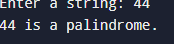 Enter a string: 44
44 is a palindrome.